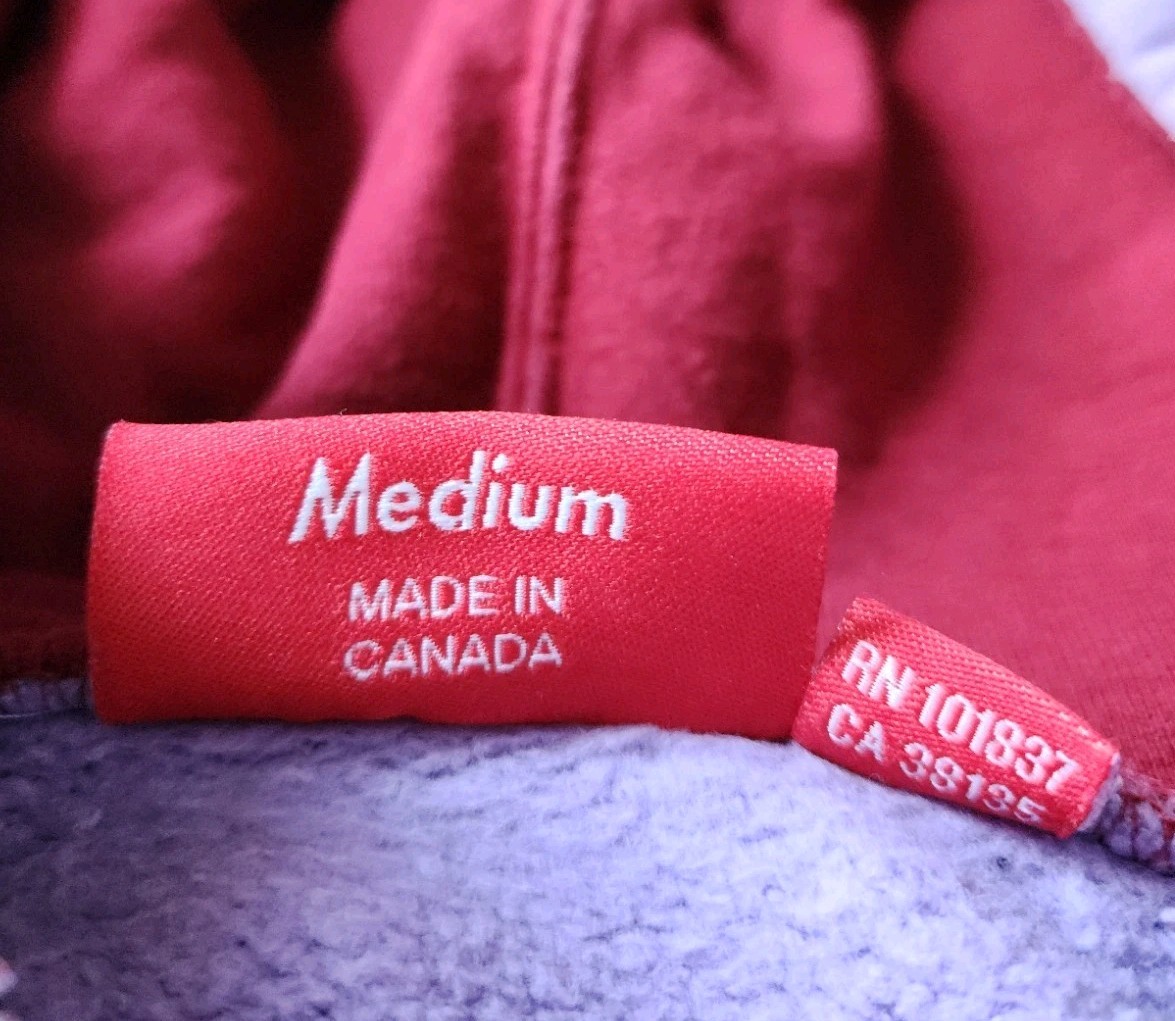 Medium
MADE IN
CANADA
RN 101837
CA 38135